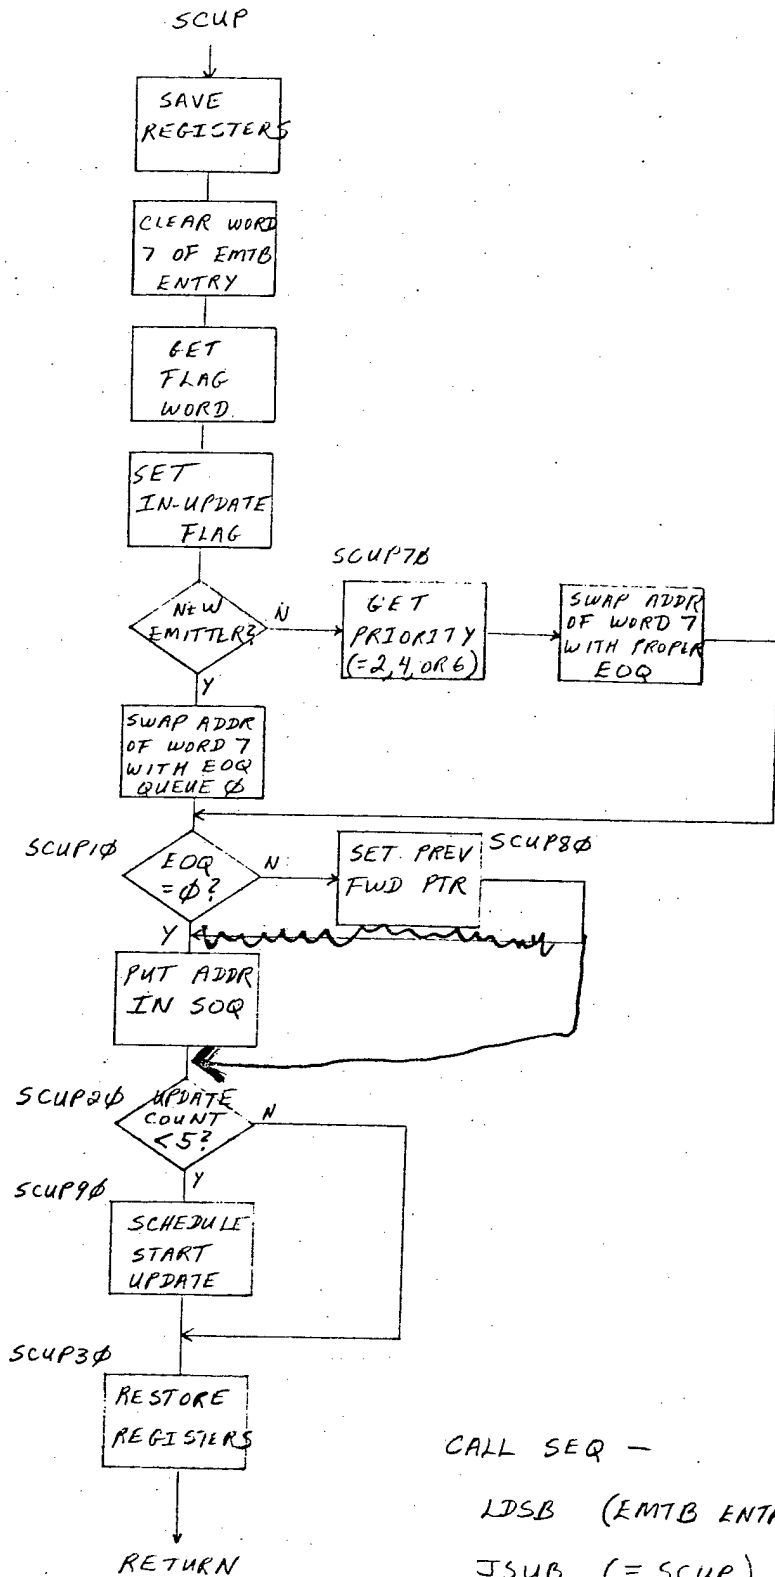 SCUP
SAVE
REGISTERS
CLEAR WORD
7 OF EMTB
ENTRY
GET
FLAG
WORD.
SET
IN-UPDATE
FLAG
NEW
EMITTER?
N
Y
SCUP7Ø
GET
PRIORITY
(=2,4, OR 6)
SWAP ADDR
OF WORD 7
WITH PROPER
EOQ
SWAP ADDR
OF WORD 7
WITH EOQ
QUEUE Ø
SCUP1Ø
EOQ
=Ø?
N
Y
SET PREV
FWD PTR
SCUP8Ø
PUT ADDR
IN SOQ
SCUP2Ø
UPDATE
COUNT
<5?
N
Y
SCUP9Ø
SCHEDULE
START
UPDATE
SCUP3Ø
RESTORE
REGISTERS
RETURN
CALL SEQ —
LDSB (EMTB ENT
JSUB (= SCUP)